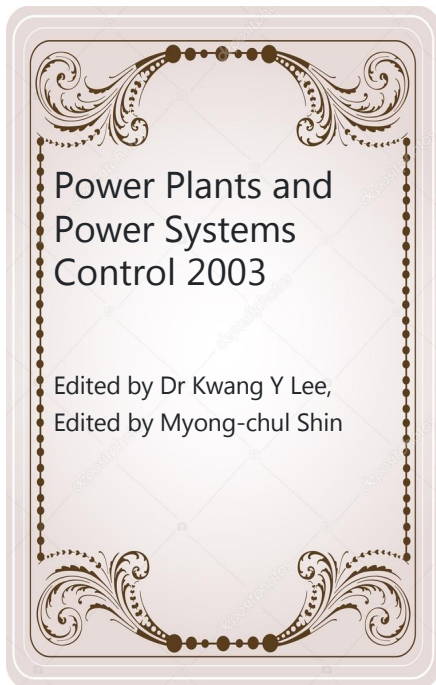 Power Plants and
Power Systems
Control 2003
Edited by Dr Kwang Y Lee,
Edited by Myong-chul Shin